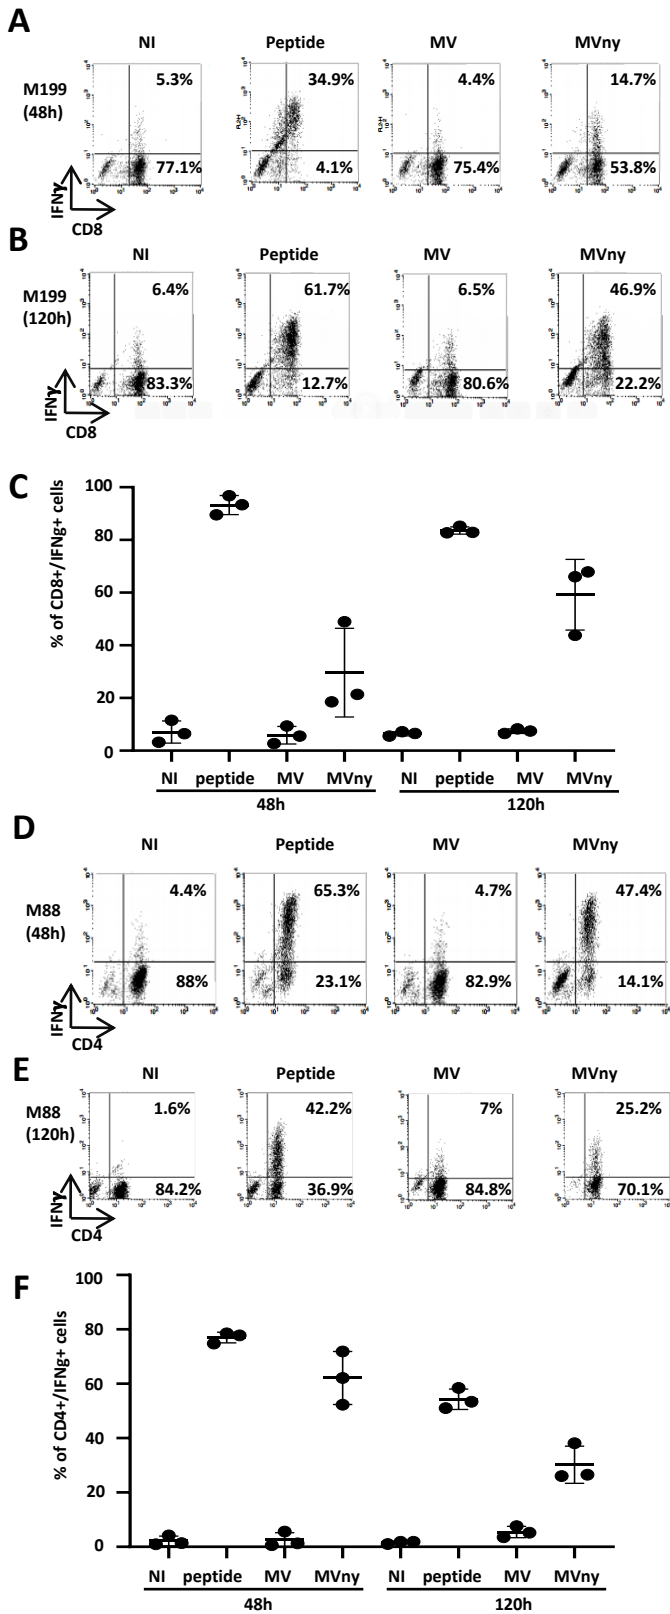 A
NI Peptide MV MVny
M199
(48h)
5.3% 34.9% 4.4% 14.7%
77.1% 4.1% 75.4% 53.8%
FL2-H FL2-H
IFNγ
CD8
B
NI Peptide MV MVny
M199
(120h)
6.4% 61.7% 6.5% 46.9%
83.3% 12.7% 80.6% 22.2%
IFNγ
CD8
C
% of CD8+/IFNg+ cells
100
80
60
40
20
0
NI peptide MV MVny NI peptide MV MVny
48h 120h
D
NI Peptide MV MVny
M88
(48h)
4.4% 65.3% 4.7% 47.4%
88% 23.1% 82.9% 14.1%
IFNγ
CD4
E
NI Peptide MV MVny
M88
(120h)
1.6% 42.2% 7% 25.2%
84.2% 36.9% 84.8% 70.1%
IFNγ
CD4
F
% of CD4+/IFNg+ cells
100
80
60
40
20
0
NI peptide MV MVny NI peptide MV MVny
48h 120h